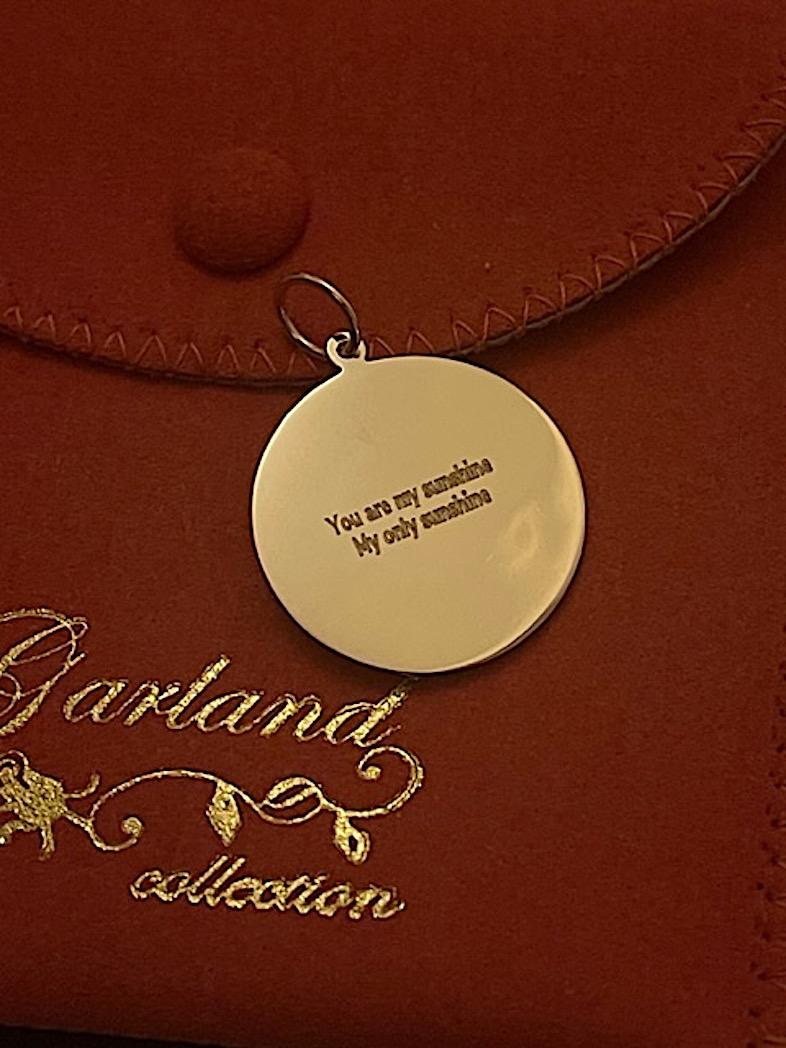 You are my sunshine
My only sunshine
Garland
collection